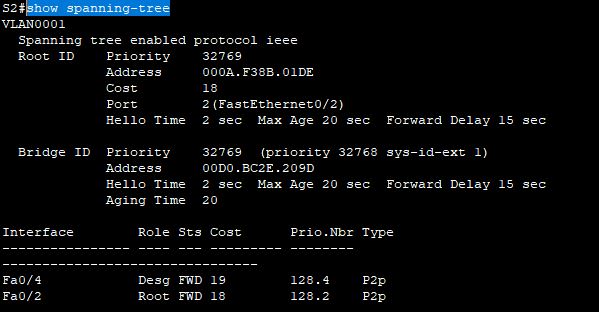 S2#show spanning-tree
VLAN0001
  Spanning tree enabled protocol ieee
  Root ID    Priority    32769
             Address     000A.F38B.01DE
             Cost        18
             Port        2(FastEthernet0/2)
             Hello Time  2 sec  Max Age 20 sec  Forward Delay 15 sec

  Bridge ID  Priority    32769  (priority 32768 sys-id-ext 1)
             Address     00D0.BC2E.209D
             Hello Time  2 sec  Max Age 20 sec  Forward Delay 15 sec
             Aging Time  20

Interface        Role Sts Cost      Prio.Nbr Type
---------------- ---- --- --------- --------
--------------------------------
Fa0/4            Desg FWD 19        128.4    P2p
Fa0/2            Root FWD 18        128.2    P2p